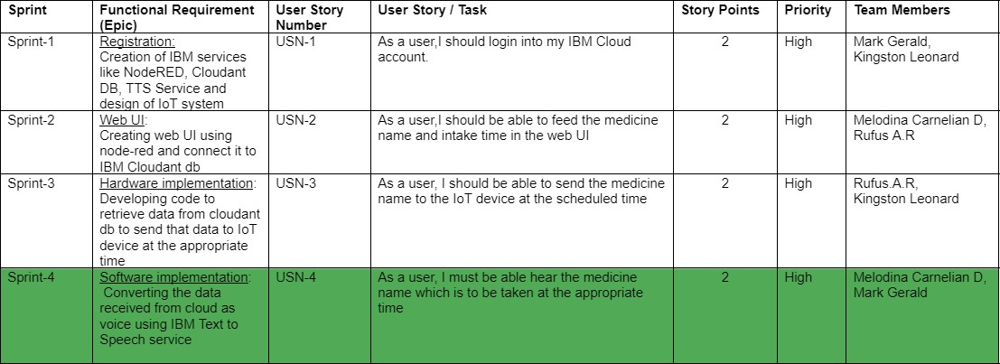 Sprint
Functional Requirement
(Epic)
User Story
Number
User Story / Task
Story Points
Priority
Team Members
Sprint-1
Registration:
Creation of IBM services
like NodeRED, Cloudant
DB, TTS Service and
design of IoT system
USN-1
As a user,I should login into my IBM Cloud
account.
2
High
Mark Gerald,
Kingston Leonard
Sprint-2
Web UI:
Creating web UI using
node-red and connect it to
IBM Cloudant db
USN-2
As a user,I should be able to feed the medicine
name and intake time in the web UI
2
High
Melodina Carnelian D,
Rufus A.R
Sprint-3
Hardware implementation:
Developing code to
retrieve data from cloudant
db to send that data to IoT
device at the appropriate
time
USN-3
As a user, I should be able to send the medicine
name to the IoT device at the scheduled time
2
High
Rufus.A.R,
Kingston Leonard
Sprint-4
Software implementation:
Converting the data
received from cloud as
voice using IBM Text to
Speech service
USN-4
As a user, I must be able hear the medicine
name which is to be taken at the appropriate
time
2
High
Melodina Carnelian D,
Mark Gerald